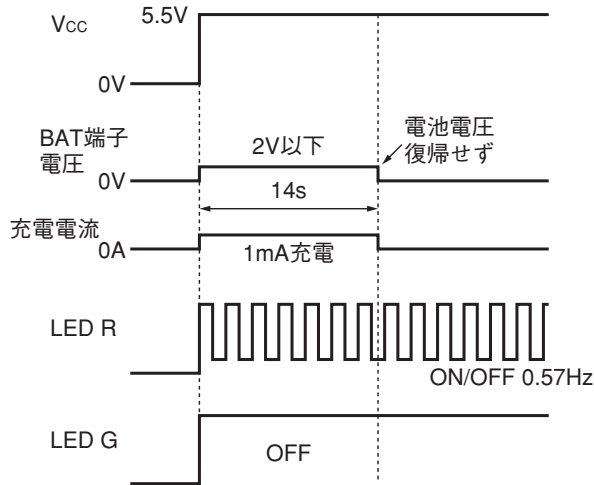 Vcc
5.5V
0V
BAT端子
電圧
0V
2V以下
電池電圧
復帰せず
14s
充電電流
0A
1mA充電
LED R
ON/OFF 0.57Hz
LED G
OFF